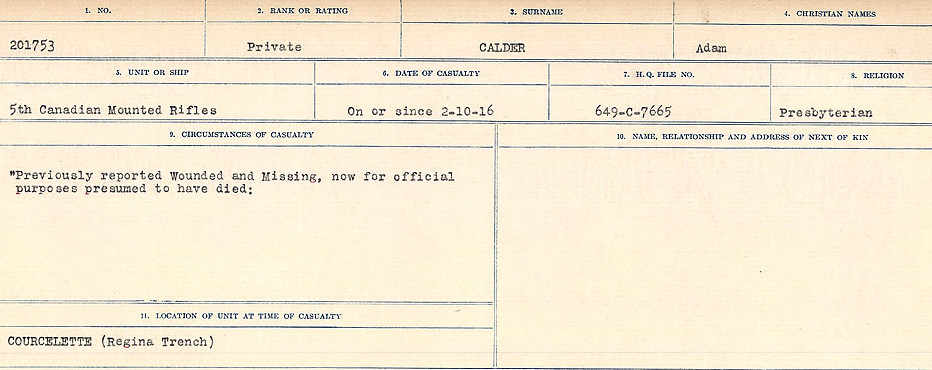 1. NO. 2. RANK OR RATING 3. SURNAME 4. CHRISTIAN NAMES
201753 Private CALDER Adam
5. UNIT OR SHIP 6. DATE OF CASUALTY 7. H.Q. FILE NO. 8. RELIGION
5th Canadian Mounted Rifles On or since 2-10-16 649-C-7665 Presbyterian
9. CIRCUMSTANCES OF CASUALTY 10. NAME, RELATIONSHIP AND ADDRESS OF NEXT OF KIN
"Previously reported Wounded and Missing, now for official
purposes presumed to have died:
11. LOCATION OF UNIT AT TIME OF CASUALTY
COURCELETTE (Regina Trench)